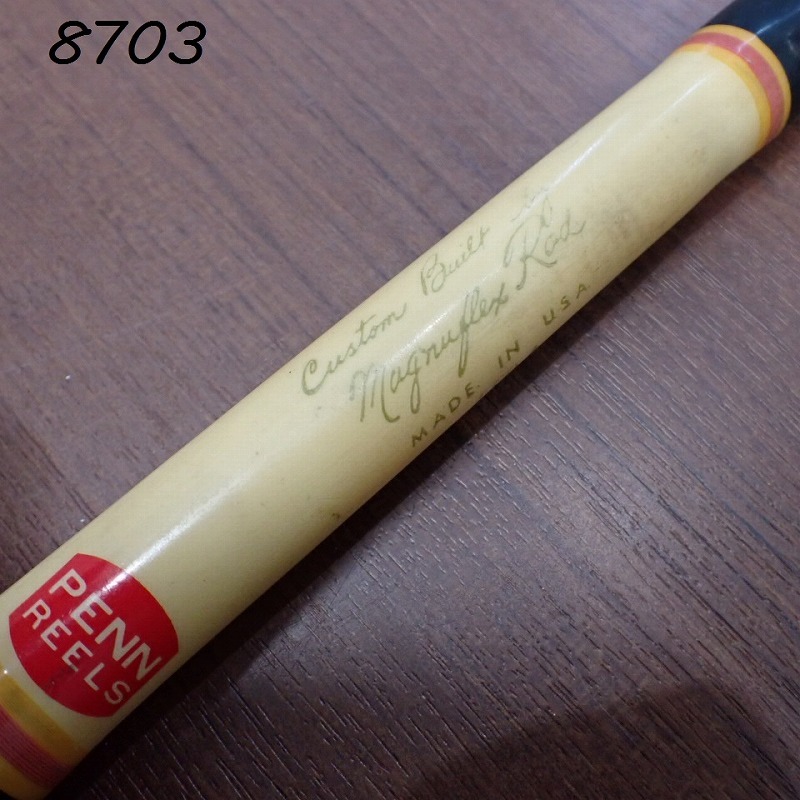 8703
Custom Built by
Magnuflex Rod
MADE IN USA
PENN
REELS